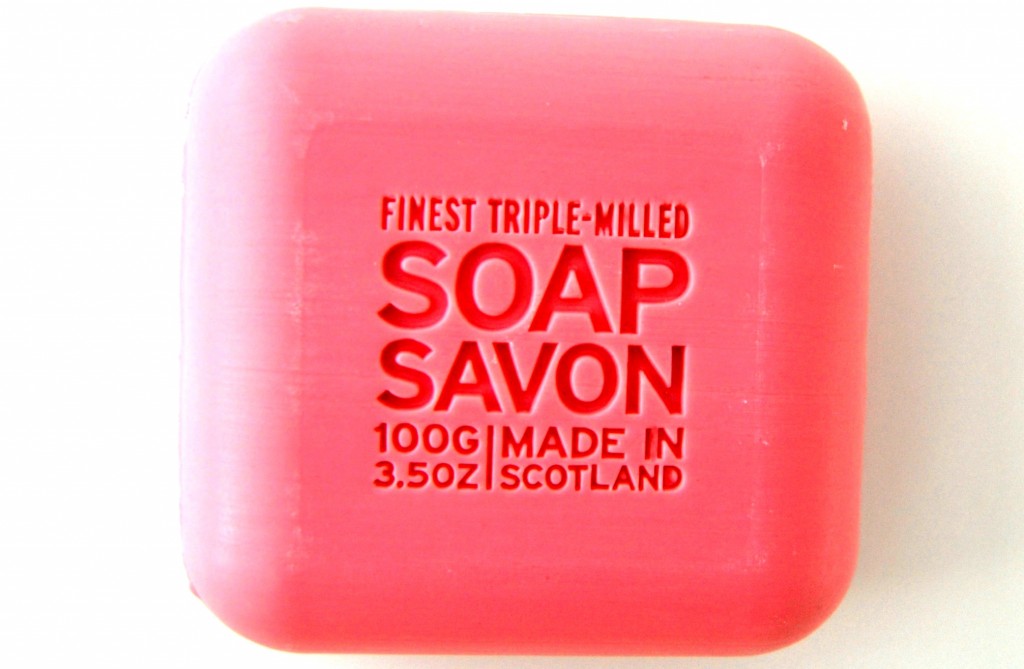 FINEST TRIPLE-MILLED
SOAP
SAVON
100G | MADE IN
3.5OZ | SCOTLAND